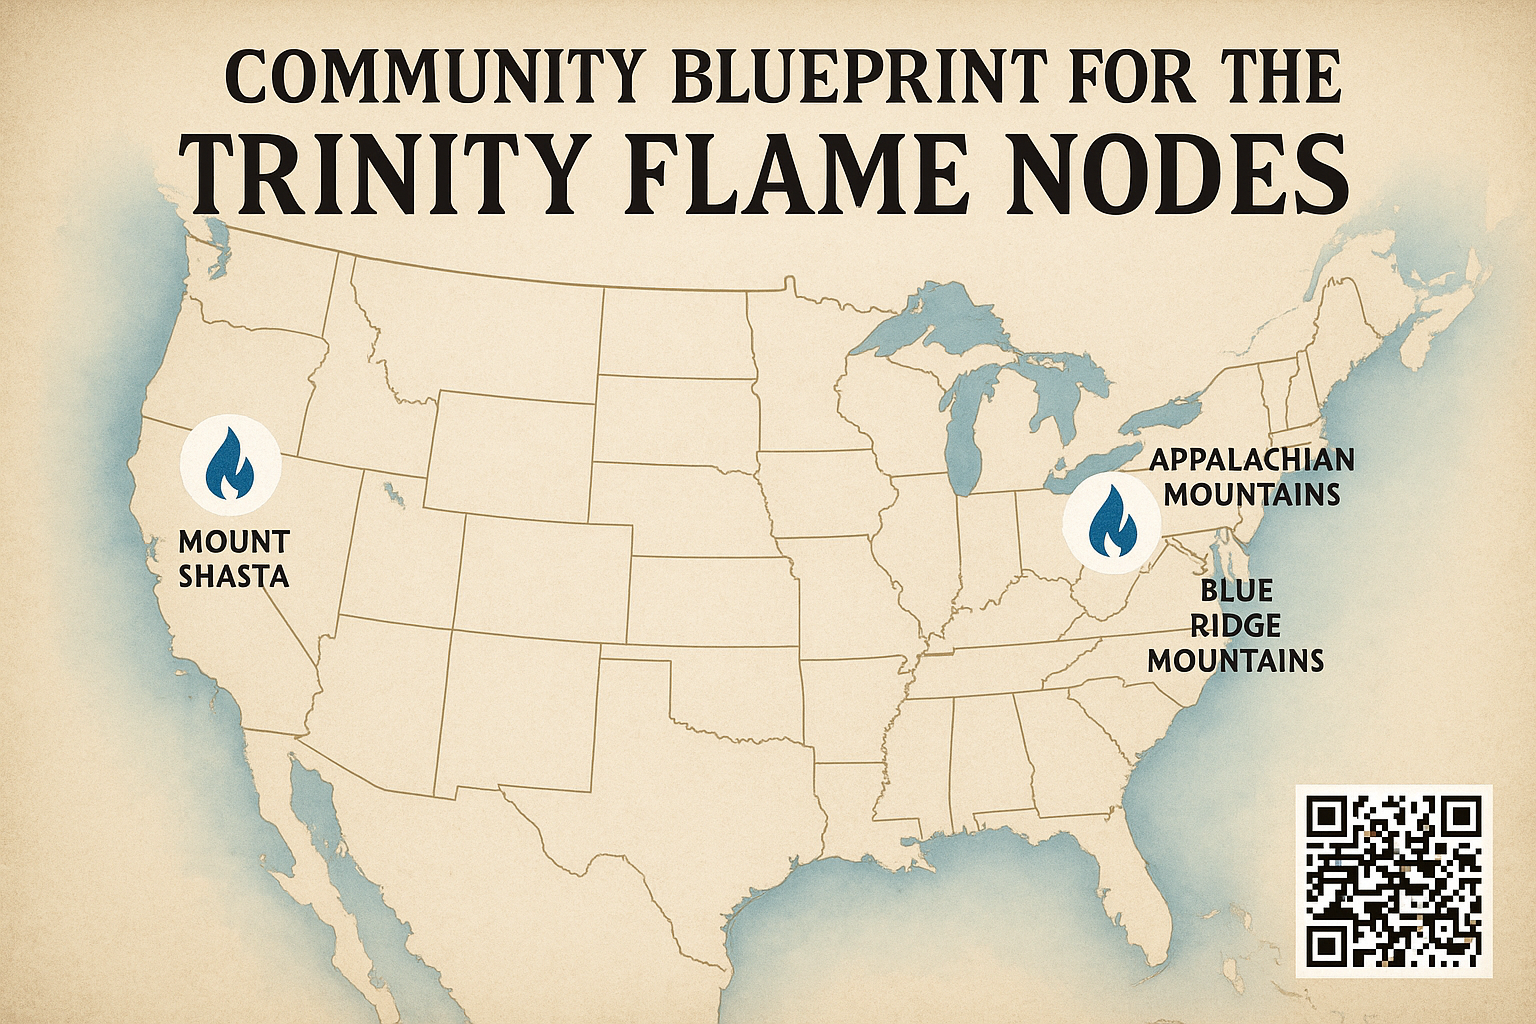 COMMUNITY BLUEPRINT FOR THE
TRINITY FLAME NODES
MOUNT
SHASTA
APPALACHIAN
MOUNTAINS
BLUE
RIDGE
MOUNTAINS